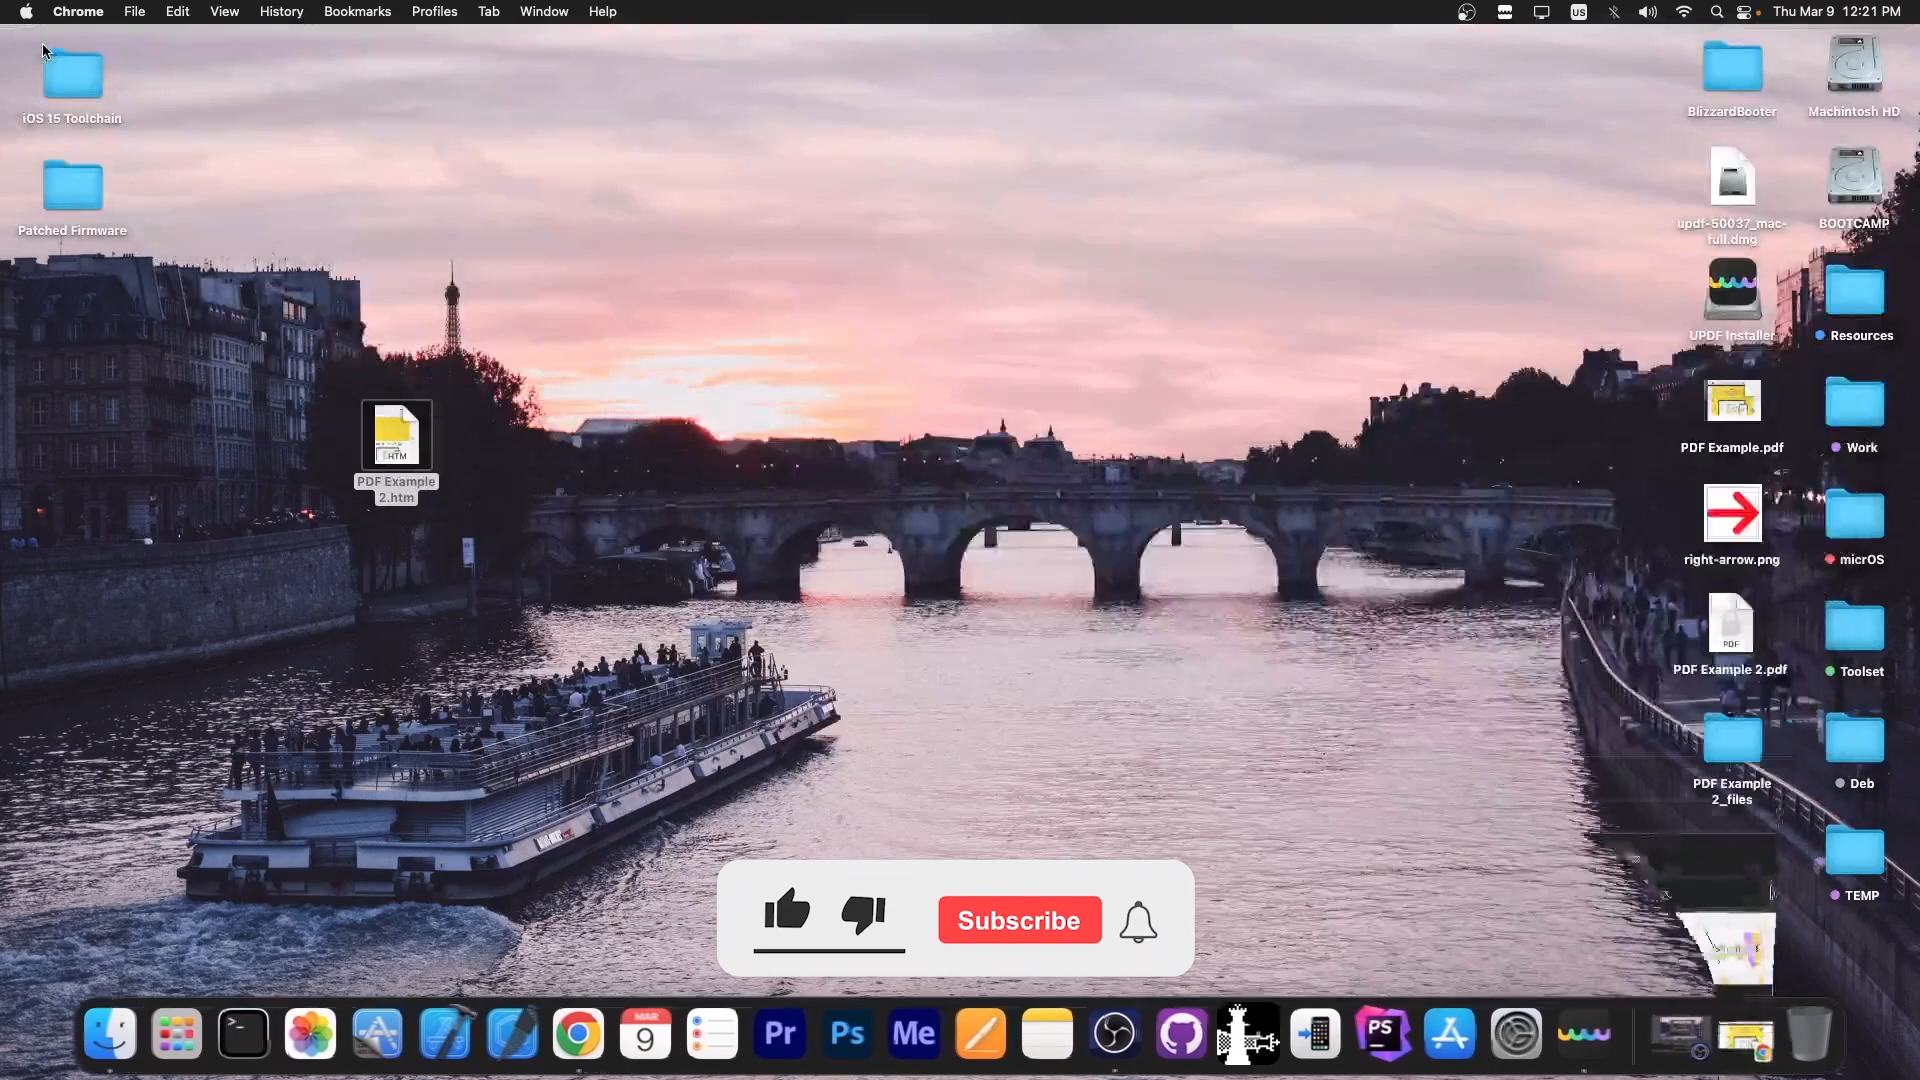 Chrome File Edit View History Bookmarks Profiles Tab Window Help US Thu Mar 9 12:21 PM
iOS 15 Toolchain
Patched Firmware
PDF Example
2.htm
HTM
BlizzardBooter
Machintosh HD
updf-50037_mac-
full.dmg
BOOTCAMP
UPDF Installer
Resources
PDF Example.pdf
Work
right-arrow.png
micrOS
PDF
PDF Example 2.pdf
Toolset
PDF Example
2_files
Deb
TEMP
Subscribe
MAR
9
Pr
Ps
Me
PS